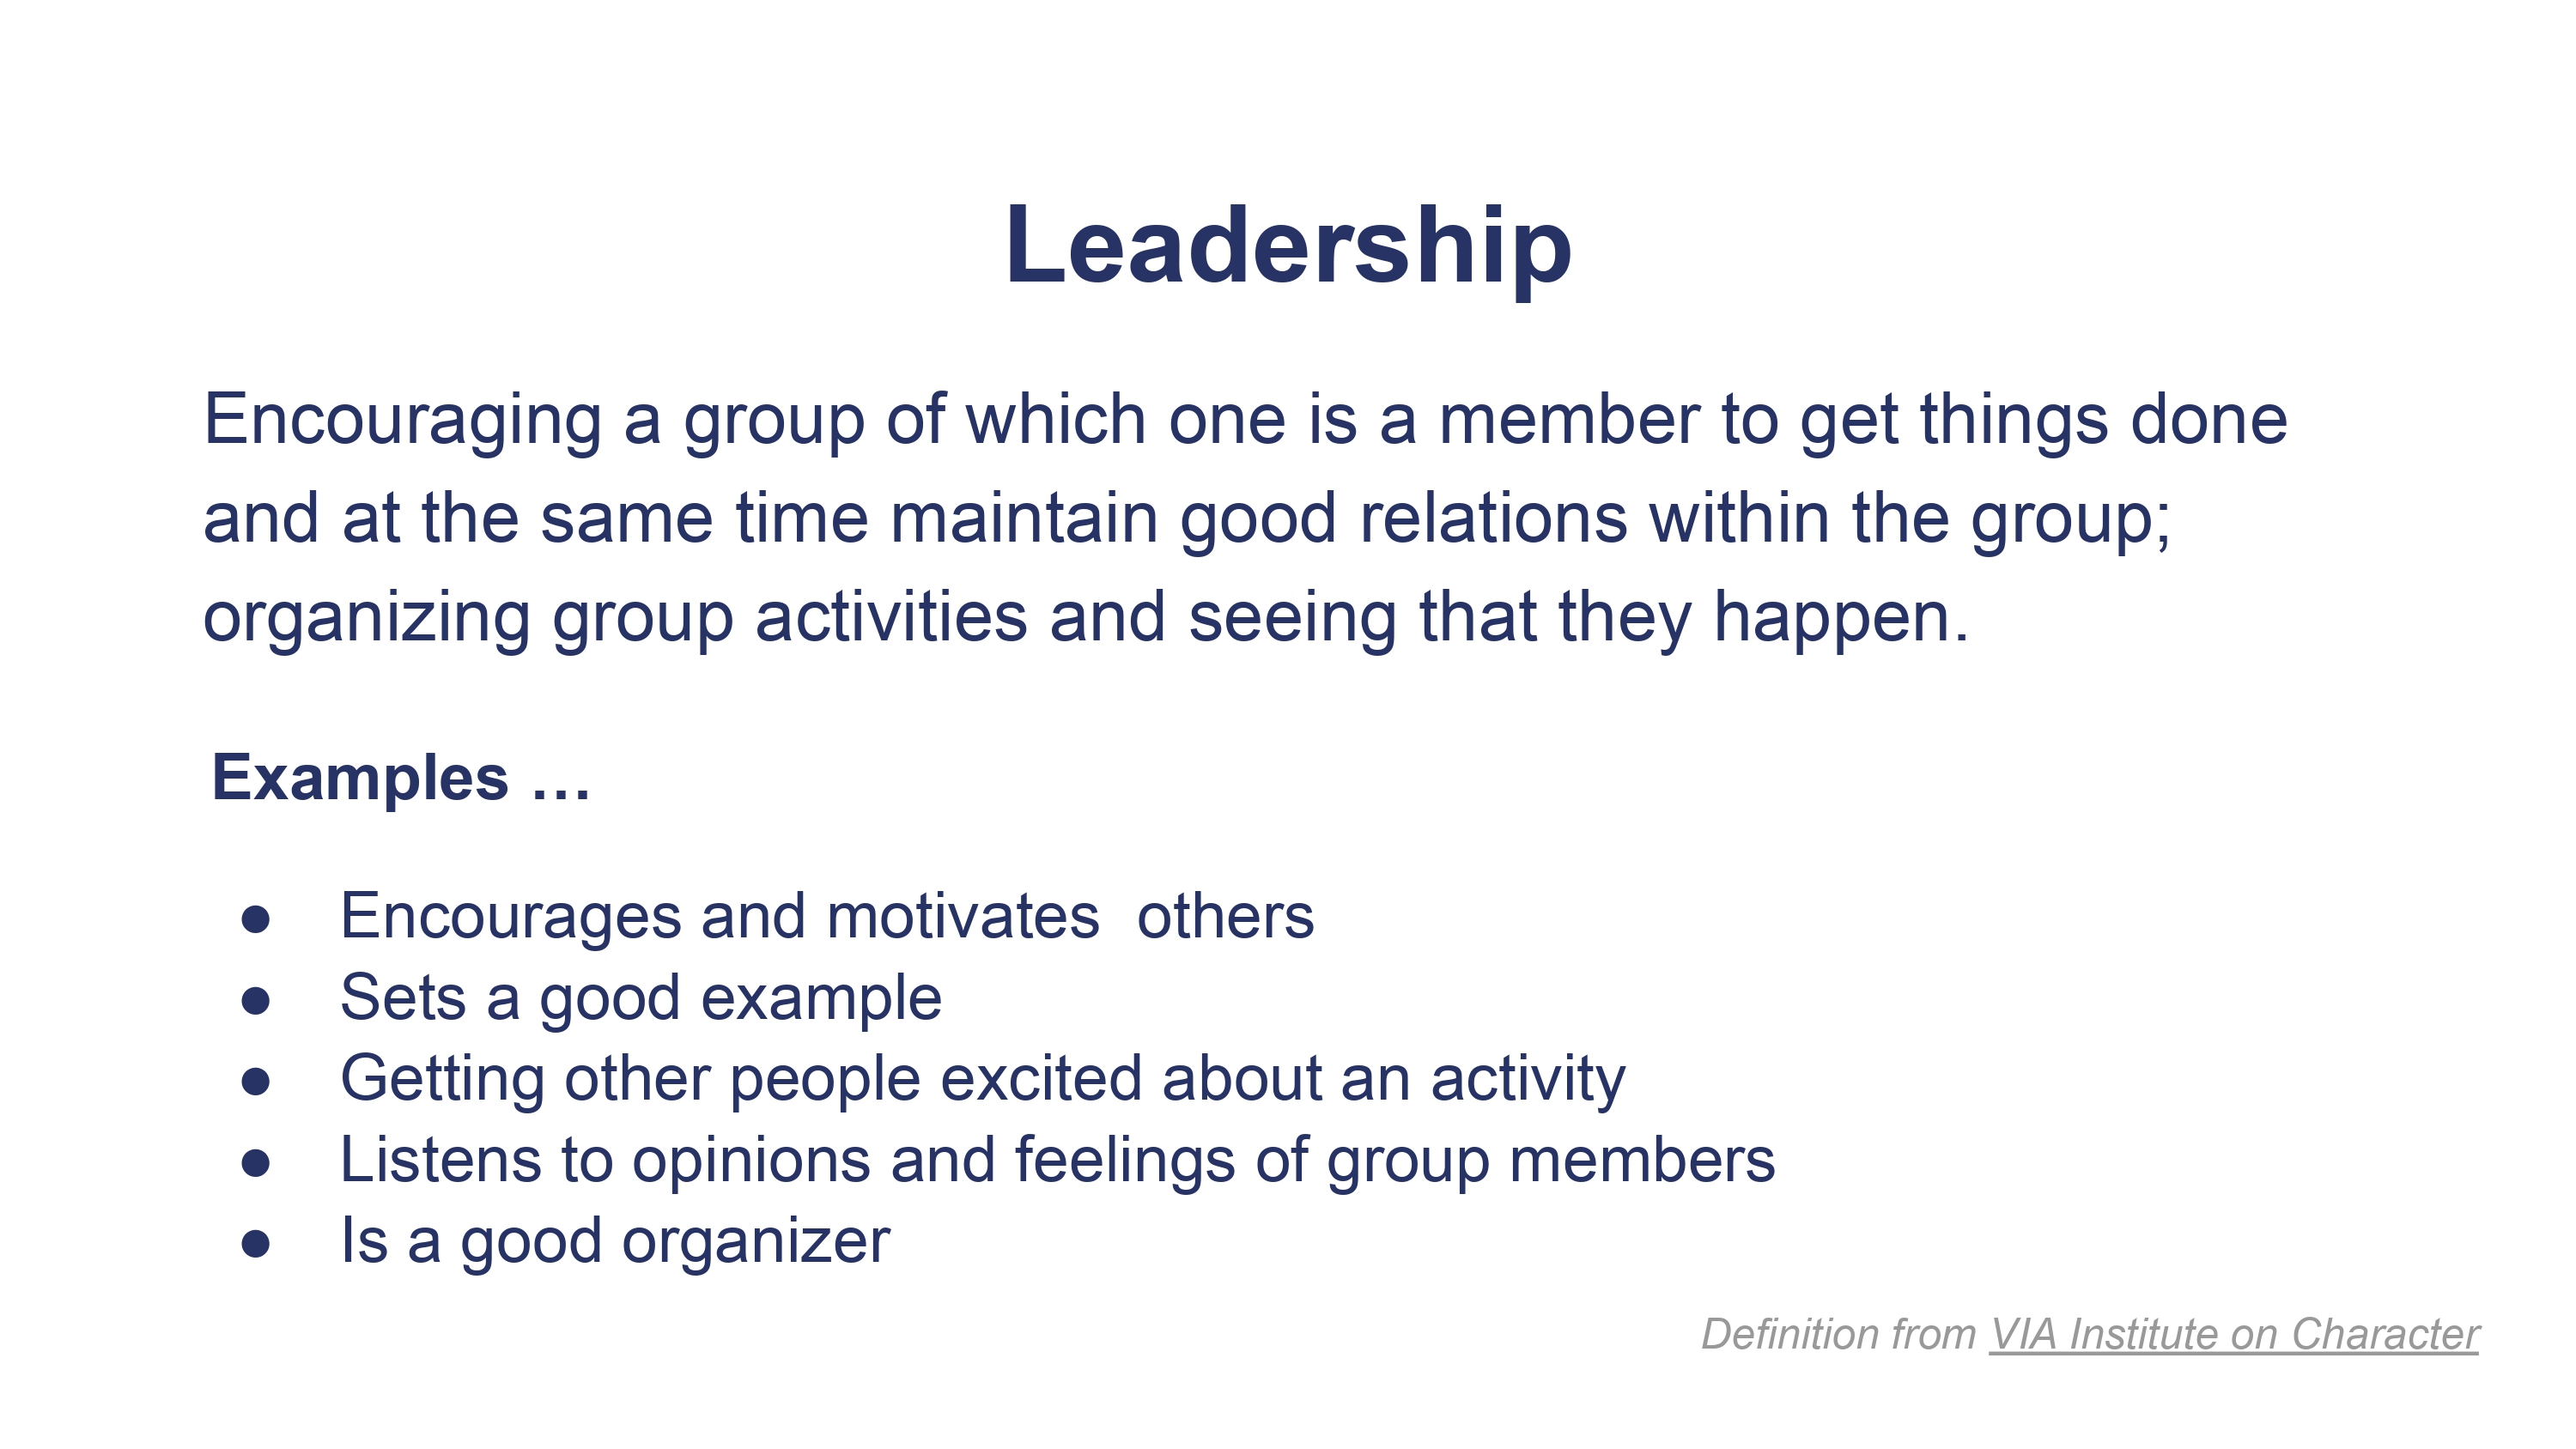 Leadership
Encouraging a group of which one is a member to get things done
and at the same time maintain good relations within the group;
organizing group activities and seeing that they happen.
Examples …
● Encourages and motivates  others
● Sets a good example
● Getting other people excited about an activity
● Listens to opinions and feelings of group members
● Is a good organizer
Definition from VIA Institute on Character